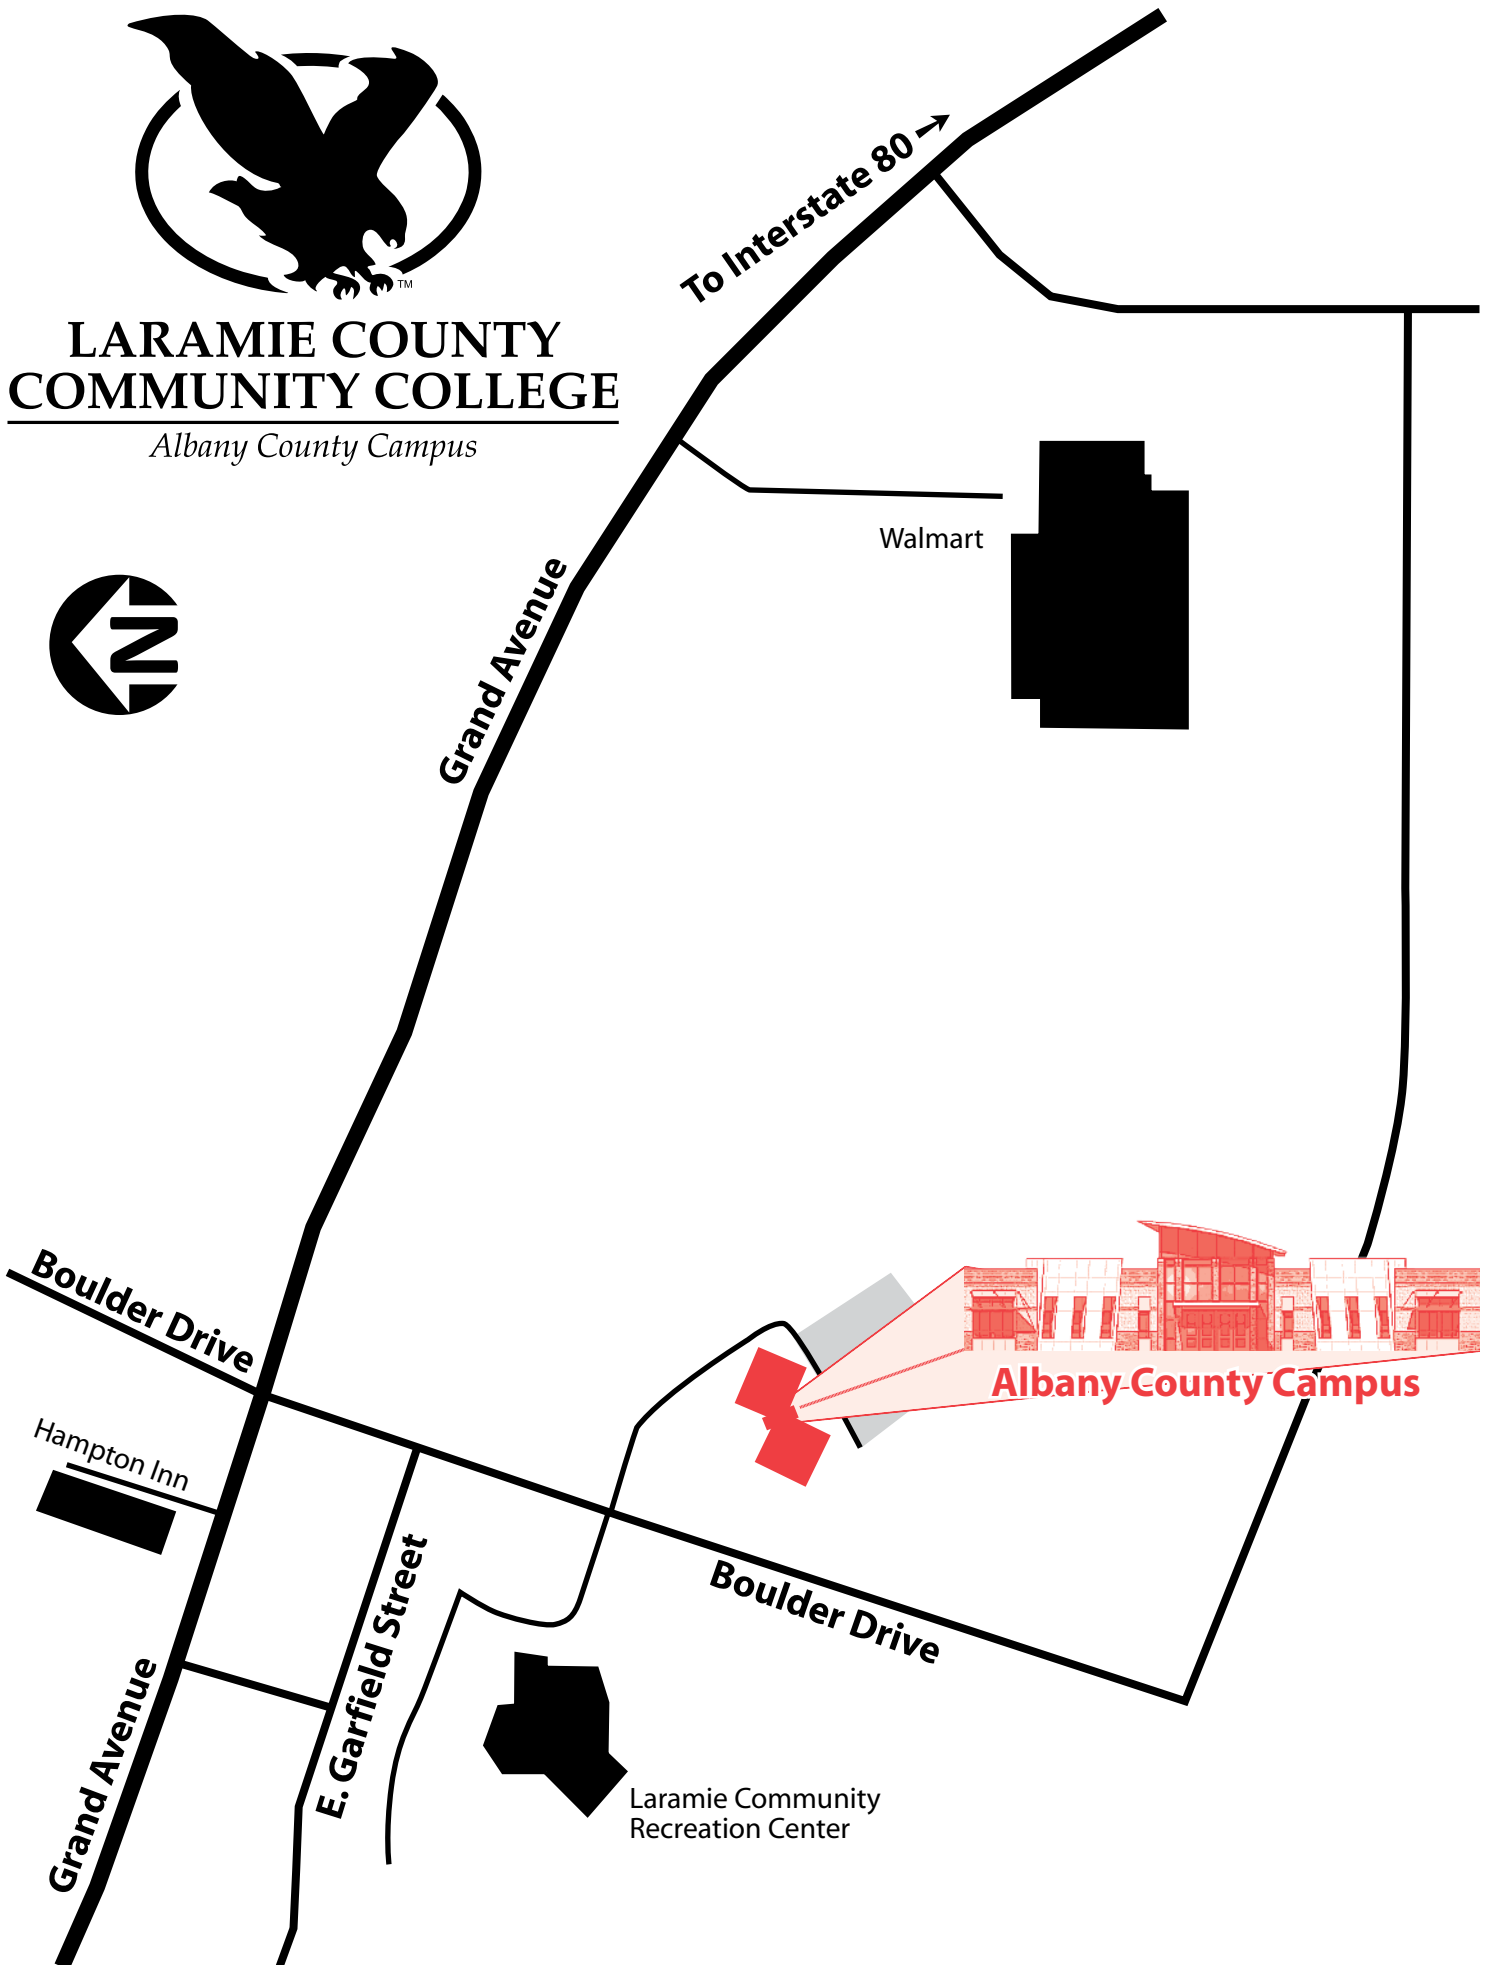 TM
LARAMIE COUNTY
COMMUNITY COLLEGE
Albany County Campus
To Interstate 80
Walmart
N
Grand Avenue
Boulder Drive
Albany County Campus
Hampton Inn
E. Garfield Street
Boulder Drive
Grand Avenue
Laramie Community
Recreation Center